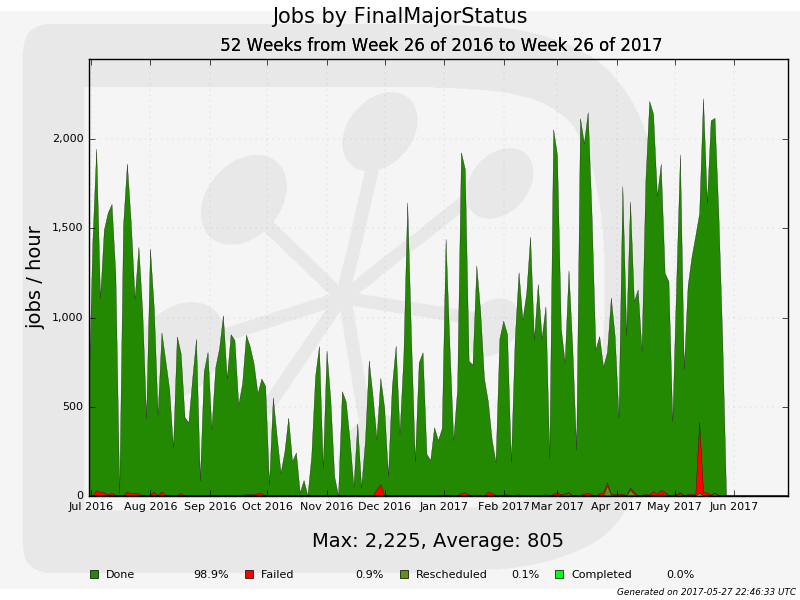 Jobs by FinalMajorStatus
52 Weeks from Week 26 of 2016 to Week 26 of 2017
jobs / hour
2,000
1,500
1,000
500
0
Jul 2016 Aug 2016 Sep 2016 Oct 2016 Nov 2016 Dec 2016 Jan 2017 Feb 2017 Mar 2017 Apr 2017 May 2017 Jun 2017
Max: 2,225, Average: 805
Done 98.9% Failed 0.9% Rescheduled 0.1% Completed 0.0%
Generated on 2017-05-27 22:46:33 UTC